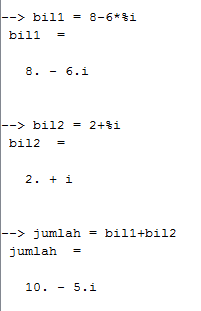 --> bil1 = 8-6*%i
bil1  =
8. - 6.i
--> bil2 = 2+%i
bil2  =
2. + i
--> jumlah = bil1+bil2
jumlah  =
10. - 5.i